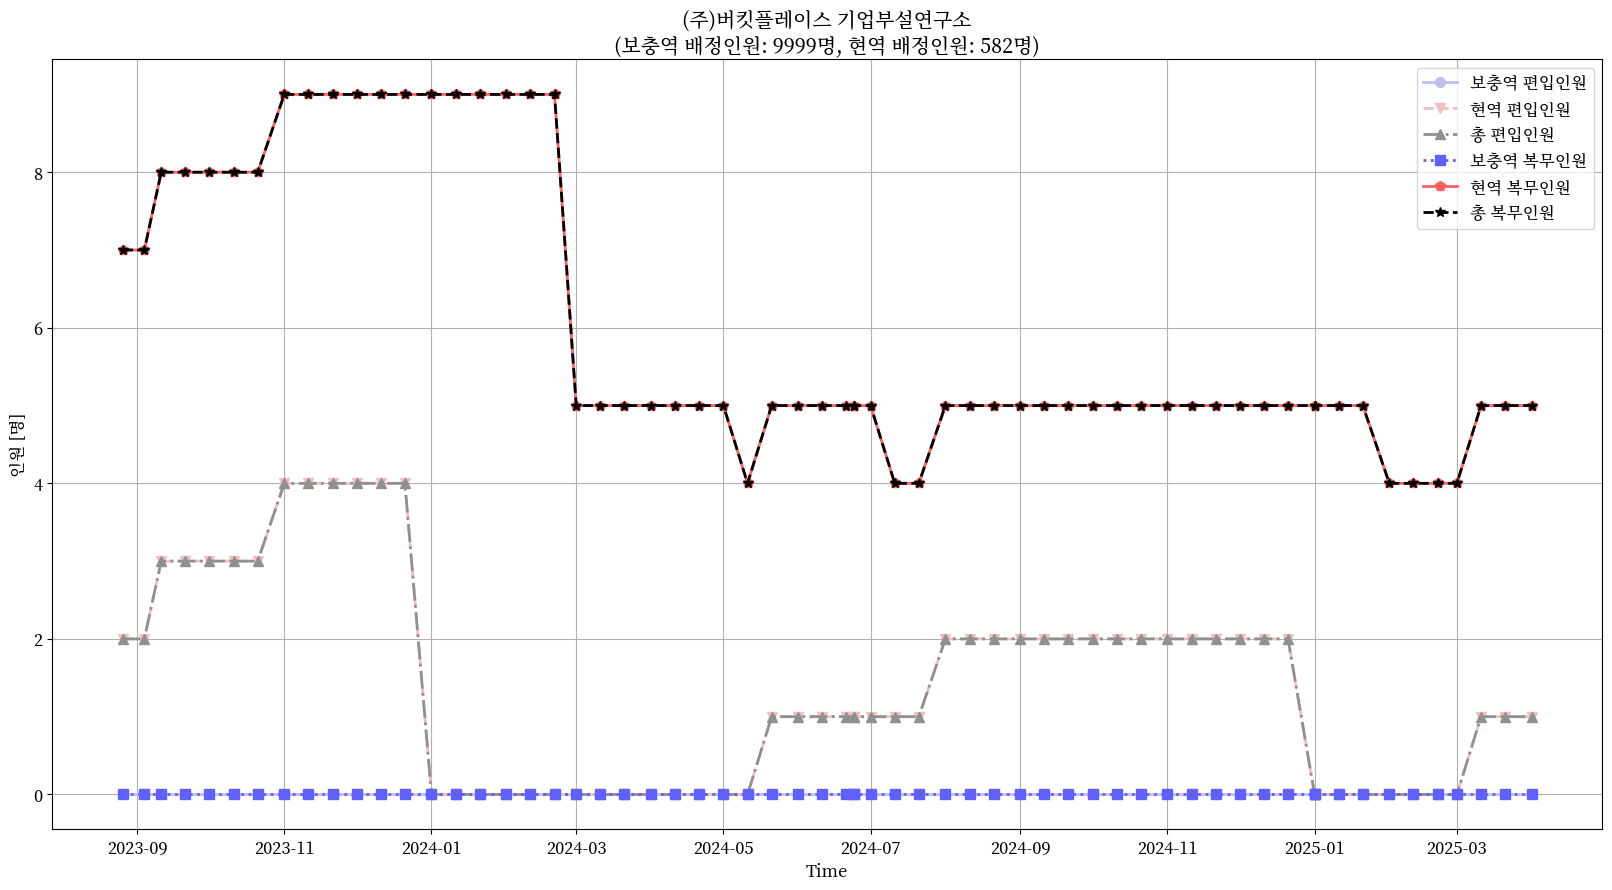 (주)버킷플레이스 기업부설연구소
(보충역 배정인원: 9999명, 현역 배정인원: 582명)
보충역 편입인원
현역 편입인원
총 편입인원
보충역 복무인원
현역 복무인원
총 복무인원
인원 [명]
8
6
4
2
0
2023-09 2023-11 2024-01 2024-03 2024-05 2024-07 2024-09 2024-11 2025-01 2025-03
Time